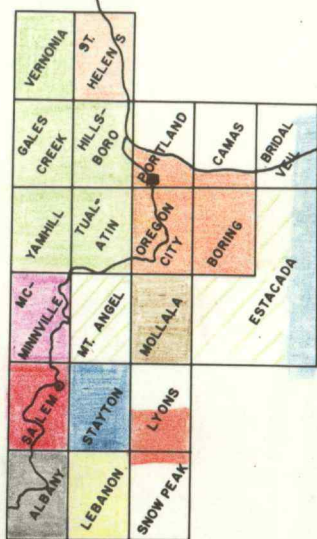 VERNONIA
ST.
HELENS
GALES
CREEK
HILLS-
BORO
PORTLAND
CAMAS
BRIDAL
VEIL
YAMHILL
TUAL-
ATIN
OREGON
CITY
BORING
ESTACADA
MC-
MINNVILLE
MT. ANGEL
MOLLALA
SALEM
STAYTON
LYONS
ALBANY
LEBANON
SNOW PEAK